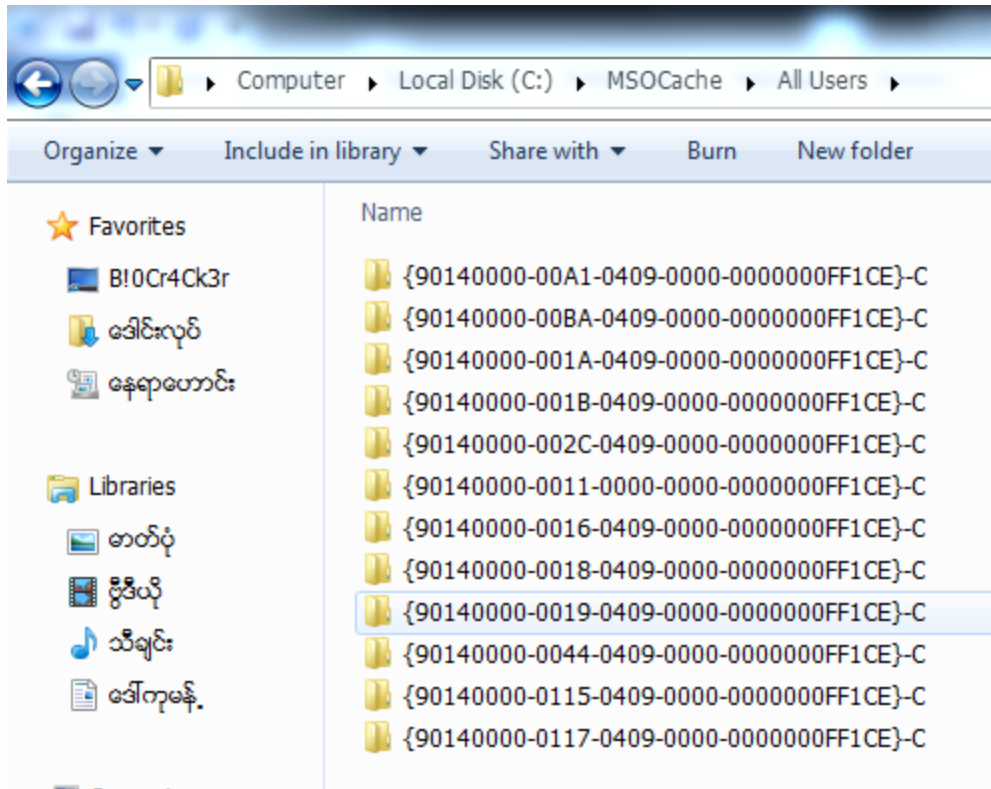 Computer Local Disk (C:) MSOCache All Users
Organize Include in library Share with Burn New folder
Favorites
B!0Cr4Ck3r
ဒေါင်းလုပ်
နေရာဟောင်း
Libraries
ဓာတ်ပုံ
ဗွီဒီယို
သီချင်း
ဒေါ်ကုမန့်
Name
{90140000-00A1-0409-0000-0000000FF1CE}-C
{90140000-00BA-0409-0000-0000000FF1CE}-C
{90140000-001A-0409-0000-0000000FF1CE}-C
{90140000-001B-0409-0000-0000000FF1CE}-C
{90140000-002C-0409-0000-0000000FF1CE}-C
{90140000-0011-0000-0000-0000000FF1CE}-C
{90140000-0016-0409-0000-0000000FF1CE}-C
{90140000-0018-0409-0000-0000000FF1CE}-C
{90140000-0019-0409-0000-0000000FF1CE}-C
{90140000-0044-0409-0000-0000000FF1CE}-C
{90140000-0115-0409-0000-0000000FF1CE}-C
{90140000-0117-0409-0000-0000000FF1CE}-C